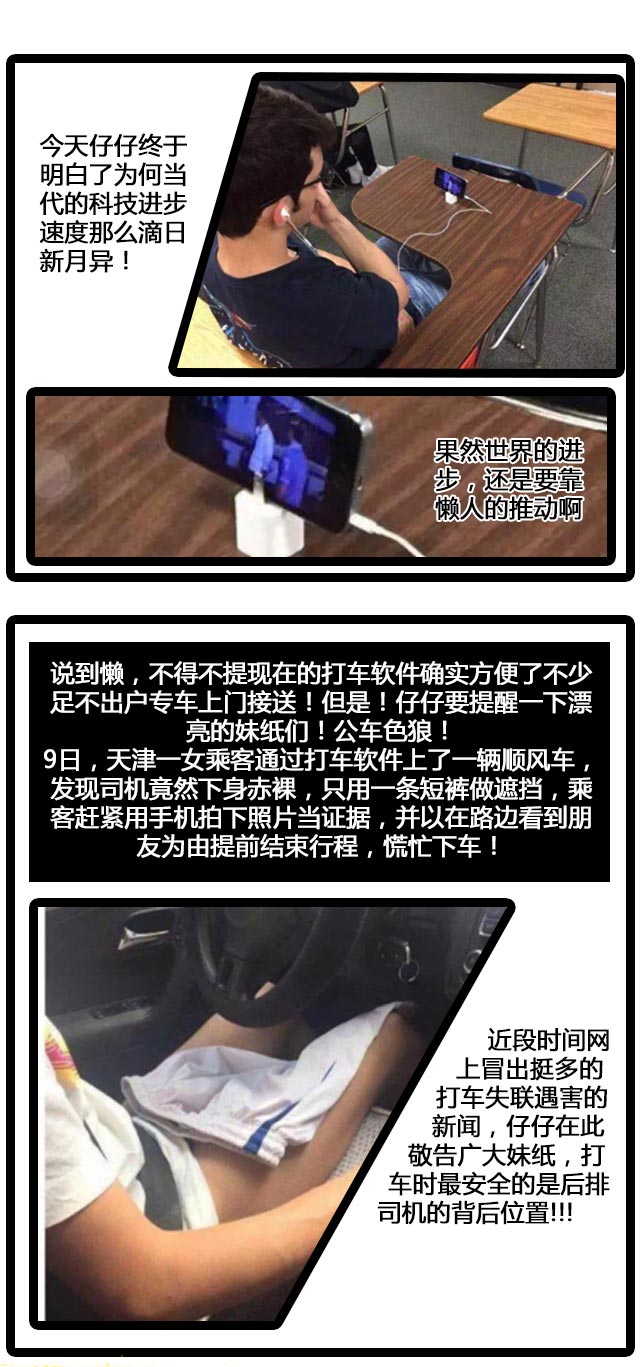 今天仔仔终于
明白了为何当
代的科技进步
速度那么滴日
新月异！
果然世界的进
步，还是要靠
懒人的推动啊
说到懒，不得不提现在的打车软件确实方便了不少
足不出户专车上门接送！但是！仔仔要提醒一下漂
亮的妹纸们！公车色狼！
9日，天津一女乘客通过打车软件上了一辆顺风车，
发现司机竟然下身赤裸，只用一条短裤做遮挡，乘
客赶紧用手机拍下照片当证据，并以在路边看到朋
友为由提前结束行程，慌忙下车！
近段时间网
上冒出挺多的
打车失联遇害的
新闻，仔仔在此
敬告广大妹纸，打
车时最安全的是后排
司机的背后位置!!!